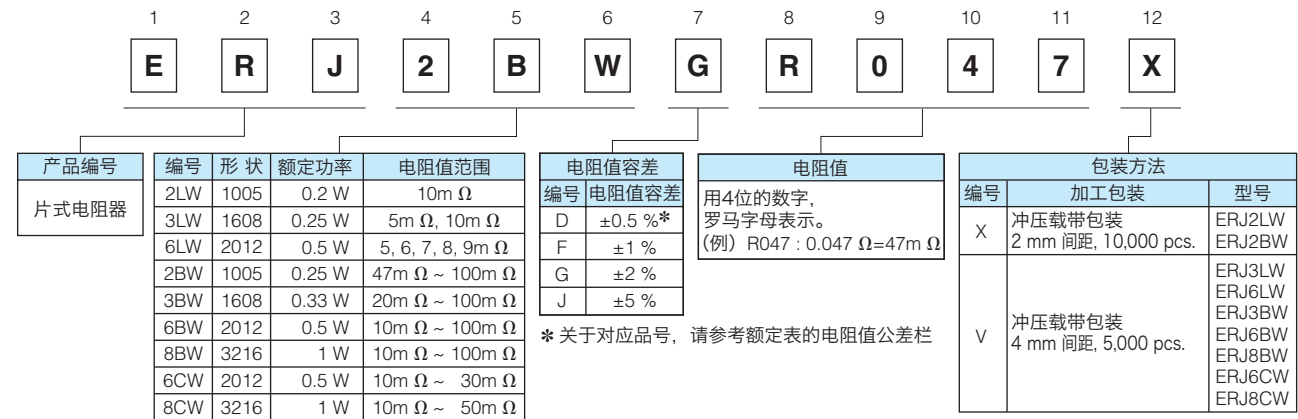 1 2 3 4 5 6 7 8 9 10 11 12
E R J 2 B W G R 0 4 7 X
产品编号
片式电阻器
编号 形 状 额定功率 电阻值范围
2LW 1005 0.2 W 10m Ω
3LW 1608 0.25 W 5m Ω, 10m Ω
6LW 2012 0.5 W 5, 6, 7, 8, 9m Ω
2BW 1005 0.25 W 47m Ω ~ 100m Ω
3BW 1608 0.33 W 20m Ω ~ 100m Ω
6BW 2012 0.5 W 10m Ω ~ 100m Ω
8BW 3216 1 W 10m Ω ~ 100m Ω
6CW 2012 0.5 W 10m Ω ~ 30m Ω
8CW 3216 1 W 10m Ω ~ 50m Ω
电阻值容差
编号 电阻值容差
D ±0.5 %*
F ±1 %
G ±2 %
J ±5 %
* 关于对应品号，请参考额定表的电阻值公差栏
电阻值
用4位的数字，
罗马字母表示。
(例) R047 : 0.047 Ω=47m Ω
包装方法
编号 加工包装 型号
X 冲压载带包装
2 mm 间距, 10,000 pcs.
ERJ2LW
ERJ2BW
V 冲压载带包装
4 mm 间距, 5,000 pcs.
ERJ3LW
ERJ6LW
ERJ3BW
ERJ6BW
ERJ8BW
ERJ6CW
ERJ8CW